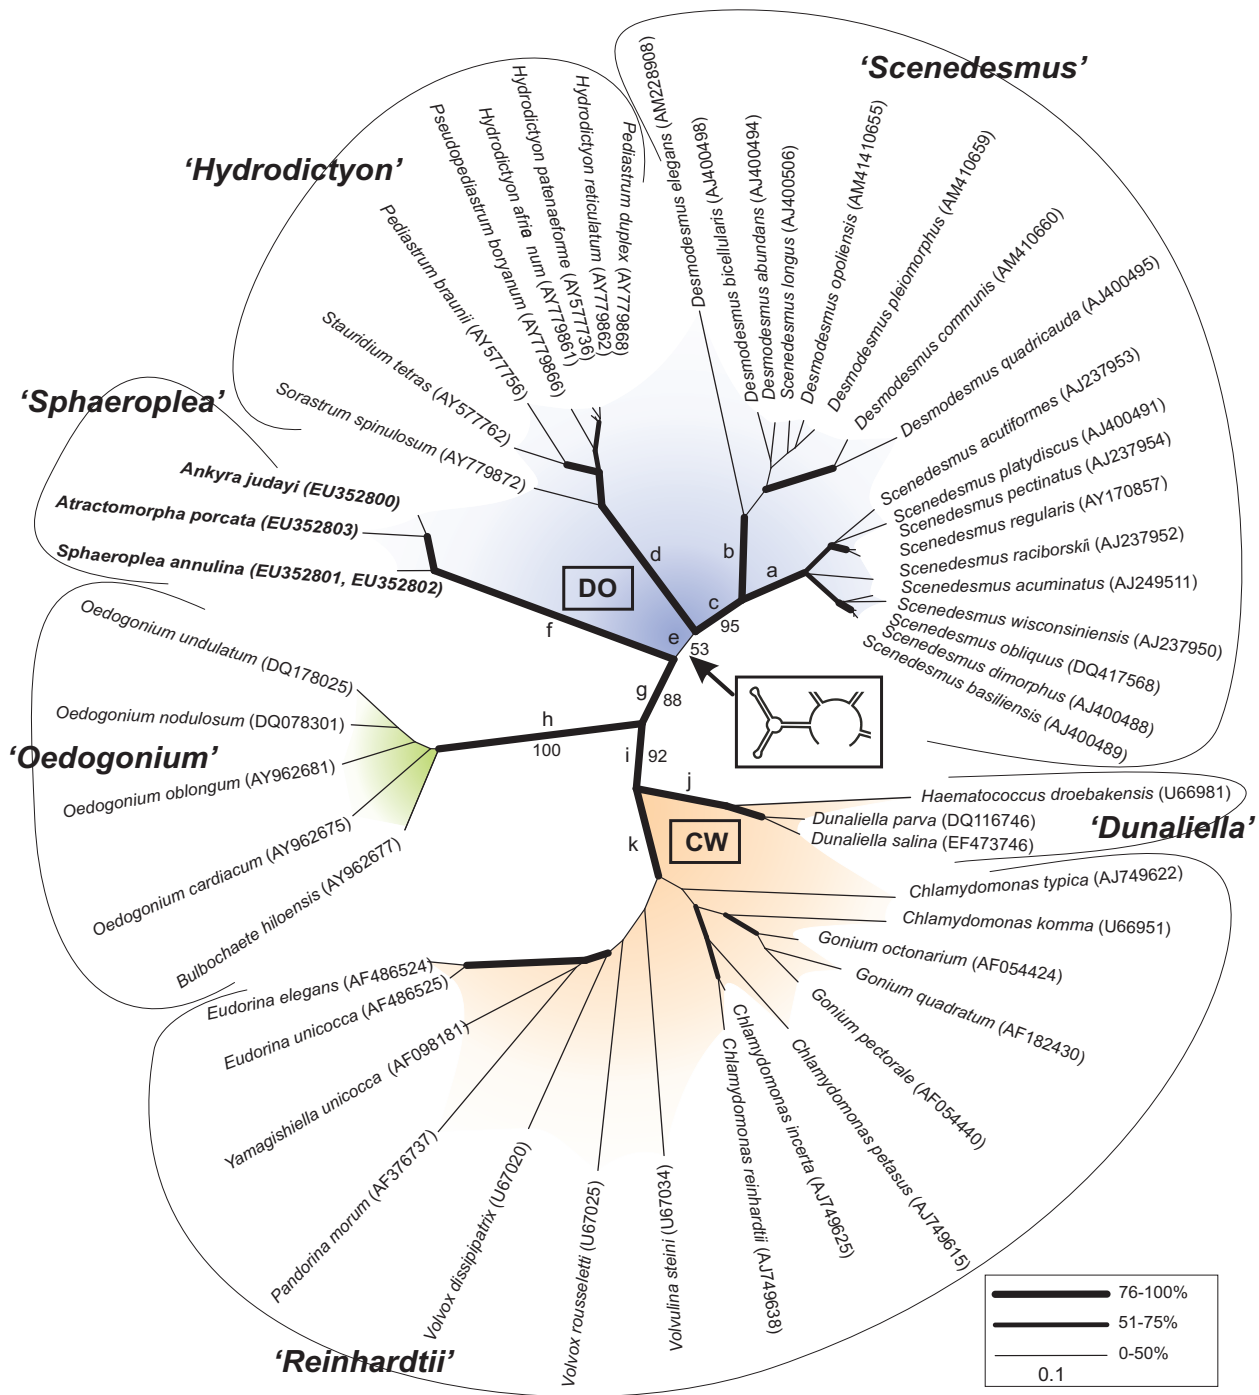 ‘Scenedesmus’
‘Hydrodictyon’
‘Sphaeroplea’
‘Oedogonium’
‘Dunaliella’
‘Reinhardtii’
Desmodesmus elegans (AM228908)
Desmodesmus bicellularis (AJ400498)
Desmodesmus abundans (AJ400494)
Scenedesmus longus (AJ400506)
Desmodesmus opoliensis (AM41410655)
Desmodesmus pleiomorphus (AM410659)
Desmodesmus communis (AM410660)
Desmodesmus quadricauda (AJ400495)
Scenedesmus acutiformes (AJ237953)
Scenedesmus platydiscus (AJ400491)
Scenedesmus pectinatus (AJ237954)
Scenedesmus regularis (AY170857)
Scenedesmus raciborskii (AJ237952)
Scenedesmus acuminatus (AJ249511)
Scenedesmus wisconsiniensis (AJ237950)
Scenedesmus obliquus (DQ417568)
Scenedesmus dimorphus (AJ400488)
Scenedesmus basiliensis (AJ400489)
Pediastrum duplex (AY779868)
Hydrodictyon reticulatum (AY779862)
Hydrodictyon patenaeforme (AY577736)
Hydrodictyon afria num (AY779861)
Pseudopediastrum boryanum (AY779866)
Pediastrum braunii (AY577756)
Stauridium tetras (AY577762)
Sorastrum spinulosum (AY779872)
Ankyra judayi (EU352800)
Atractomorpha porcata (EU352803)
Sphaeroplea annulina (EU352801, EU352802)
Oedogonium undulatum (DQ178025)
Oedogonium nodulosum (DQ078301)
Oedogonium oblongum (AY962681)
Oedogonium cardiacum (AY962675)
Bulbochaete hiloensis (AY962677)
Haematococcus droebakensis (U66981)
Dunaliella parva (DQ116746)
Dunaliella salina (EF473746)
Chlamydomonas typica (AJ749622)
Chlamydomonas komma (U66951)
Gonium octonarium (AF054424)
Gonium quadratum (AF182430)
Gonium pectorale (AF054440)
Chlamydomonas petasus (AJ749615)
Chlamydomonas incerta (AJ749625)
Chlamydomonas reinhardtii (AJ749638)
Volvulina steini (U67034)
Volvox rousseletti (U67025)
Volvox dissipipatrix (U67020)
Pandorina morum (AF376737)
Yamagishiella unicocca (AF098181)
Eudorina unicocca (AF486525)
Eudorina elegans (AF486524)
DO
CW
a
b
c
95
d
e
53
f
g
88
h
100
i
92
j
k
76-100%
51-75%
0-50%
0.1